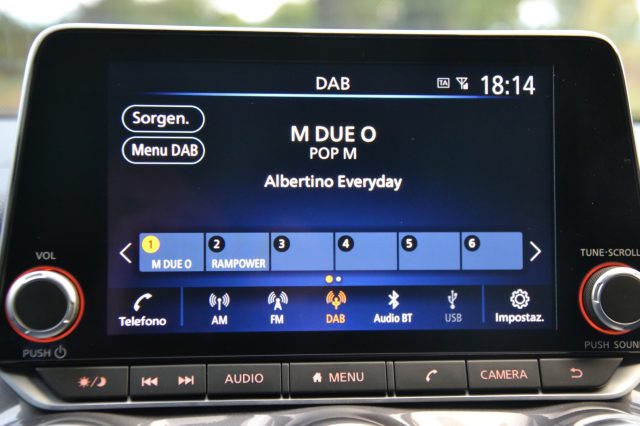 DAB
TA
18:14
Sorgen.
Menu DAB
M DUE O
POP M
Albertino Everyday
1 2 3 4 5 6
M DUE O RAMPOWER
Telefono AM FM DAB Audio BT USB Impostaz.
VOL
PUSH
TUNE·SCROLL
PUSH SOUN
AUDIO MENU CAMERA